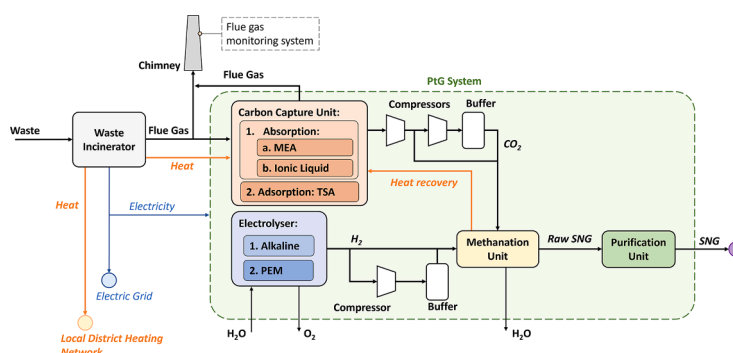 Flue gas
monitoring system
Chimney
Flue Gas
PtG System
Carbon Capture Unit:
1. Absorption:
a. MEA
b. Ionic Liquid
2. Adsorption: TSA
Compressors
Buffer
CO₂
Waste
Waste
Incinerator
Flue Gas
Heat
Heat recovery
Heat
Electricity
Electrolyser:
1. Alkaline
2. PEM
H₂
Compressor
Buffer
Methanation
Unit
Raw SNG
Purification
Unit
SNG
Electric Grid
Local District Heating
Network
H₂O
O₂
H₂O